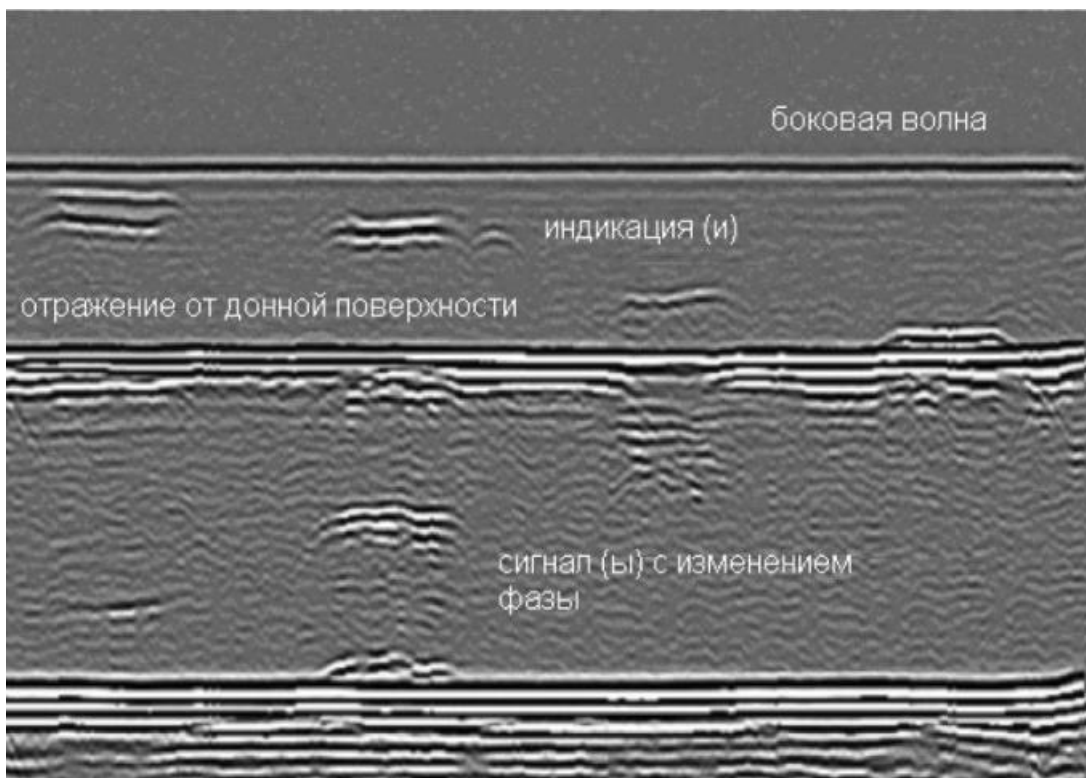 боковая волна
индикация (и)
отражение от донной поверхности
сигнал (ы) с изменением
фазы